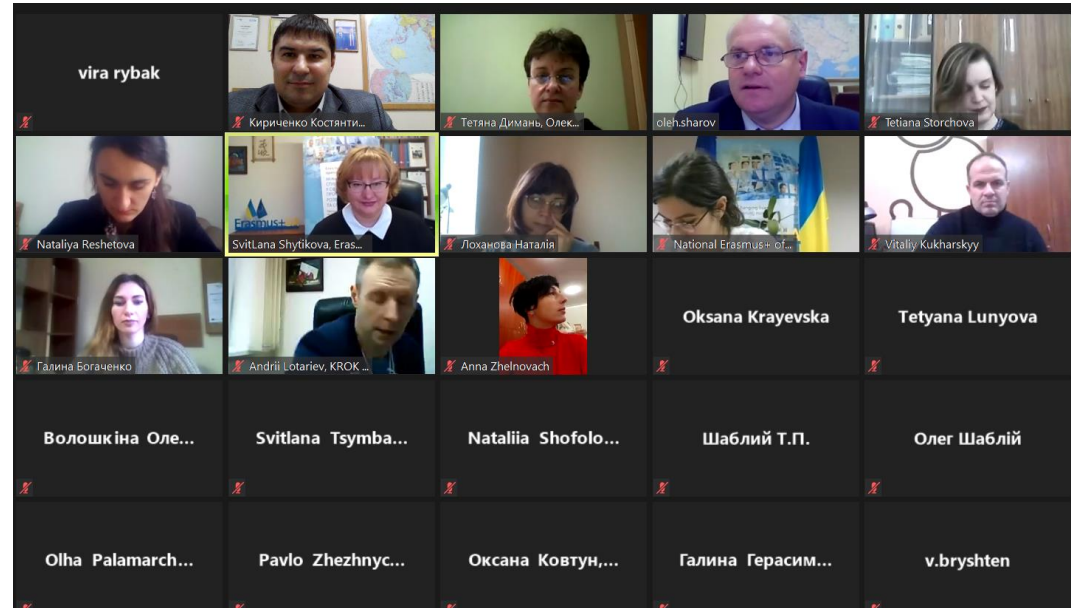 vira rybak
Кириченко Костянти...
Тетяна Димань, Олек...
oleh.sharov
Tetiana Storchova
Nataliya Reshetova
Erasmus+
SvitLana Shytikova, Eras...
Лоханова Наталія
National Erasmus+ of...
Vitaliy Kukharskyy
Галина Богаченко
Andrii Lotariev, KROK ...
Anna Zhelnovach
Oksana Krayevska
Tetyana Lunyova
Волошкіна Оле...
Svitlana Tsymba...
Nataliia Shofolo...
Шаблий Т.П.
Олег Шаблій
Olha Palamarch...
Pavlo Zhezhnyc...
Оксана Ковтун,...
Галина Герасим...
v.bryshten